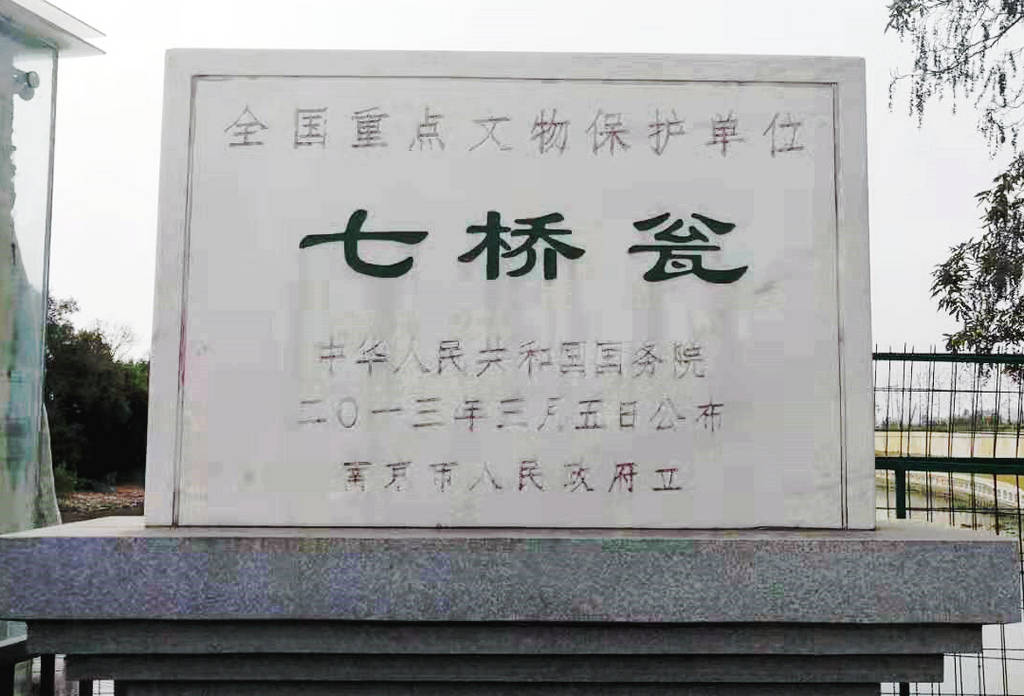 全国重点文物保护单位
七桥瓮
中华人民共和国国务院
二〇一三年三月五日公布
南京市人民政府立